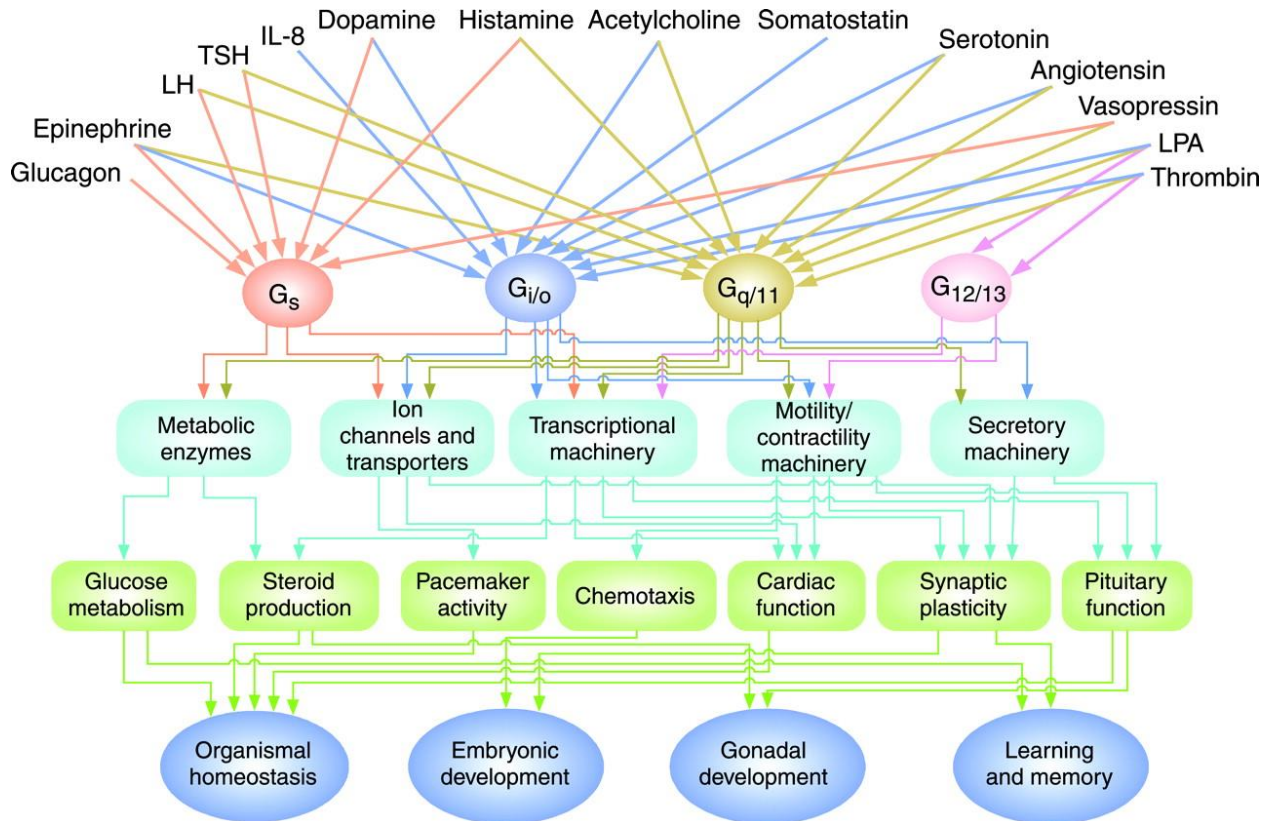 Dopamine
Histamine
Acetylcholine
Somatostatin
IL-8
Serotonin
TSH
Angiotensin
LH
Vasopressin
Epinephrine
LPA
Glucagon
Thrombin
Gs
Gi/o
Gq/11
G12/13
Metabolic
enzymes
Ion
channels and
transporters
Transcriptional
machinery
Motility/
contractility
machinery
Secretory
machinery
Glucose
metabolism
Steroid
production
Pacemaker
activity
Chemotaxis
Cardiac
function
Synaptic
plasticity
Pituitary
function
Organismal
homeostasis
Embryonic
development
Gonadal
development
Learning
and memory